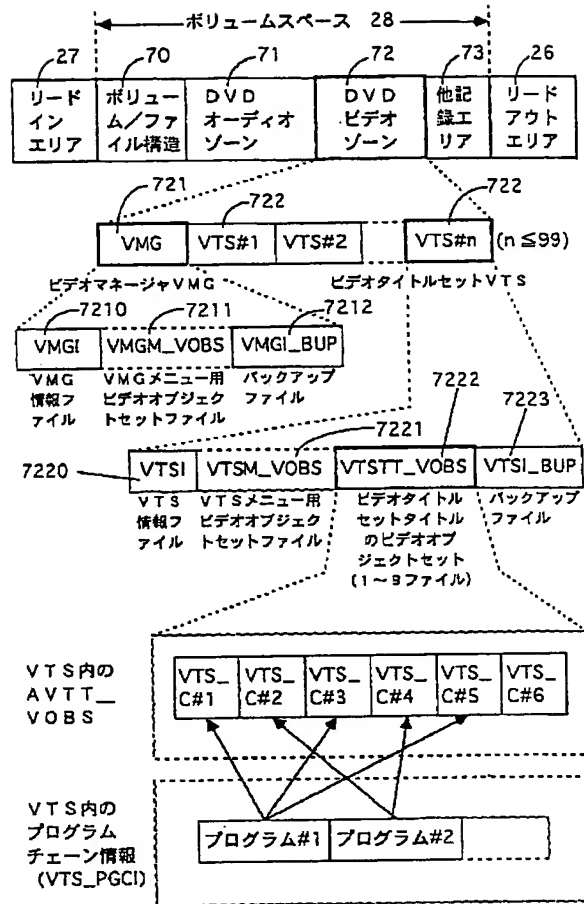 ボリュームスペース 28
27 70 71 72 73 26
リード
イン
エリア
ボリュー
ム/ファ
イル構造
DVD
オーディオ
ゾーン
DVD
ビデオ
ゾーン
他記
録エ
リア
リード
アウト
エリア
721 722 722
VMG VTS#1 VTS#2 VTS#n (n≦99)
ビデオマネージャVMG ビデオタイトルセットVTS
7210 7211 7212
VMGI VMGM_VOBS VMGI_BUP
VMG
情報フ
ァイル
VMGメニュー用
ビデオオブジェク
トセットファイル
バックアップ
ファイル
7222
7221 7223
7220 VTSI VTSM_VOBS VTSTT_VOBS VTSI_BUP
VTS
情報フ
ァイル
VTSメニュー用
ビデオオブジェク
トセットファイル
ビデオタイトル
セットタイトル
のビデオオブ
ジェクトセット
(1~9ファイル)
バックアップ
ファイル
VTS内の
AVTT_
VOBS
VTS_
C#1
VTS_
C#2
VTS_
C#3
VTS_
C#4
VTS_
C#5
VTS_
C#6
VTS内の
プログラム
チェーン情報
(VTS_PGCI)
プログラム#1 プログラム#2